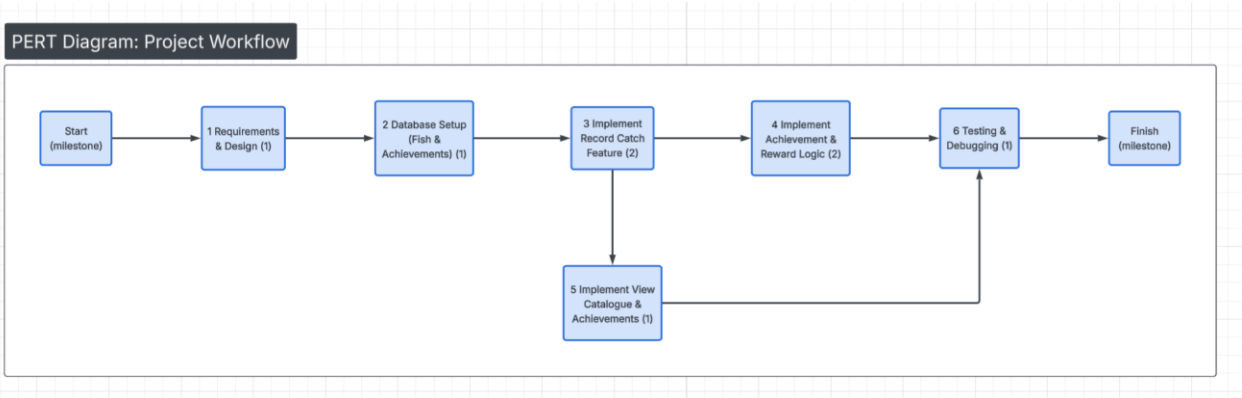 PERT Diagram: Project Workflow
Start
(milestone)
1 Requirements
& Design (1)
2 Database Setup
(Fish &
Achievements) (1)
3 Implement
Record Catch
Feature (2)
4 Implement
Achievement &
Reward Logic (2)
6 Testing &
Debugging (1)
Finish
(milestone)
5 Implement View
Catalogue &
Achievements (1)